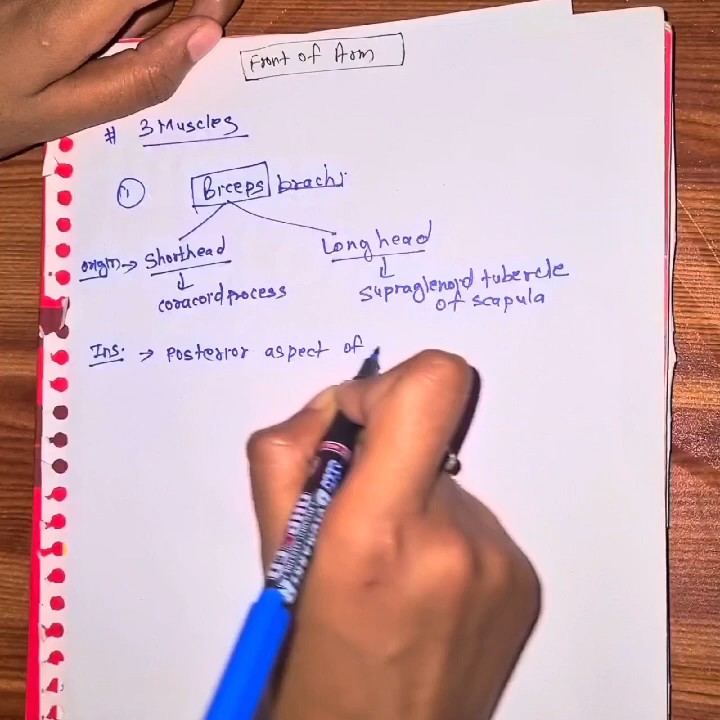 Front of Arm
# 3 Muscles
1) Biceps brachi
origin → Shorthead Long head
↓ ↓
coracoid process Supraglenoid tubercle
of scapula
Ins. → Posterior aspect of